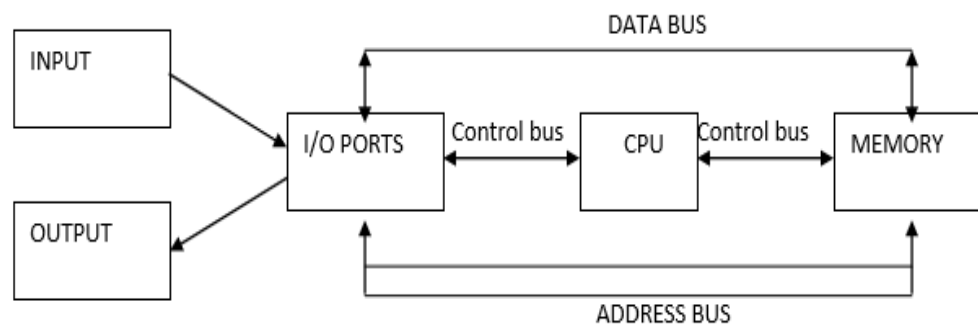 DATA BUS
INPUT
I/O PORTS
Control bus
CPU
Control bus
MEMORY
OUTPUT
ADDRESS BUS